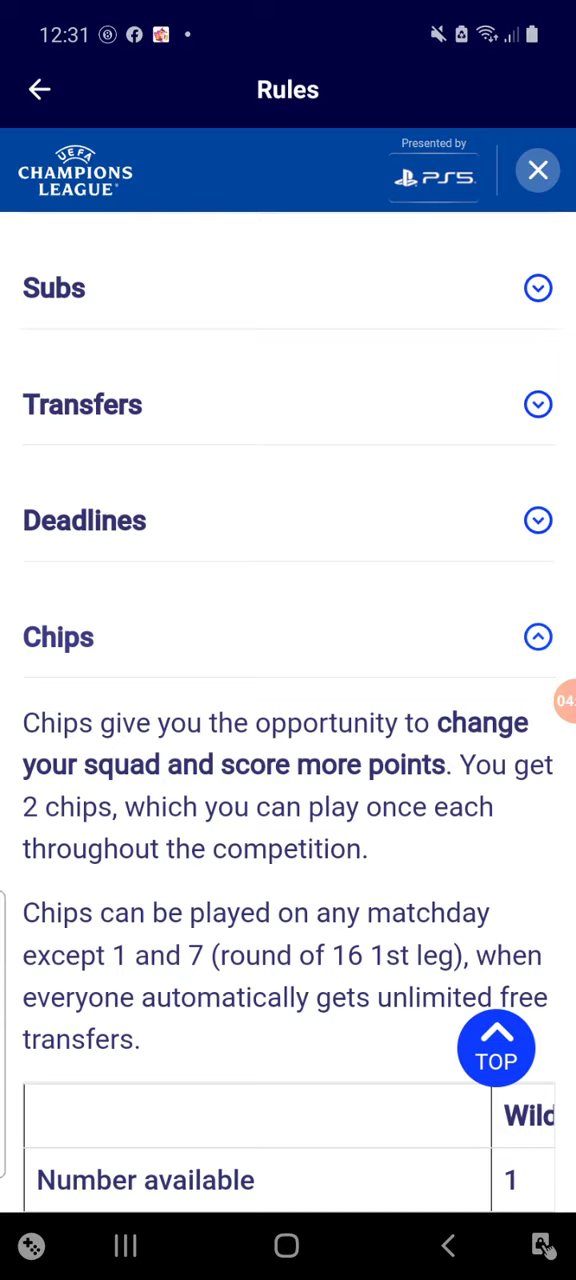 12:31
Rules
UEFA
CHAMPIONS
LEAGUE
Presented by
PS5
Subs
Transfers
Deadlines
Chips
04:
Chips give you the opportunity to change
your squad and score more points. You get
2 chips, which you can play once each
throughout the competition.
Chips can be played on any matchday
except 1 and 7 (round of 16 1st leg), when
everyone automatically gets unlimited free
transfers.
TOP
Wild
Number available
1